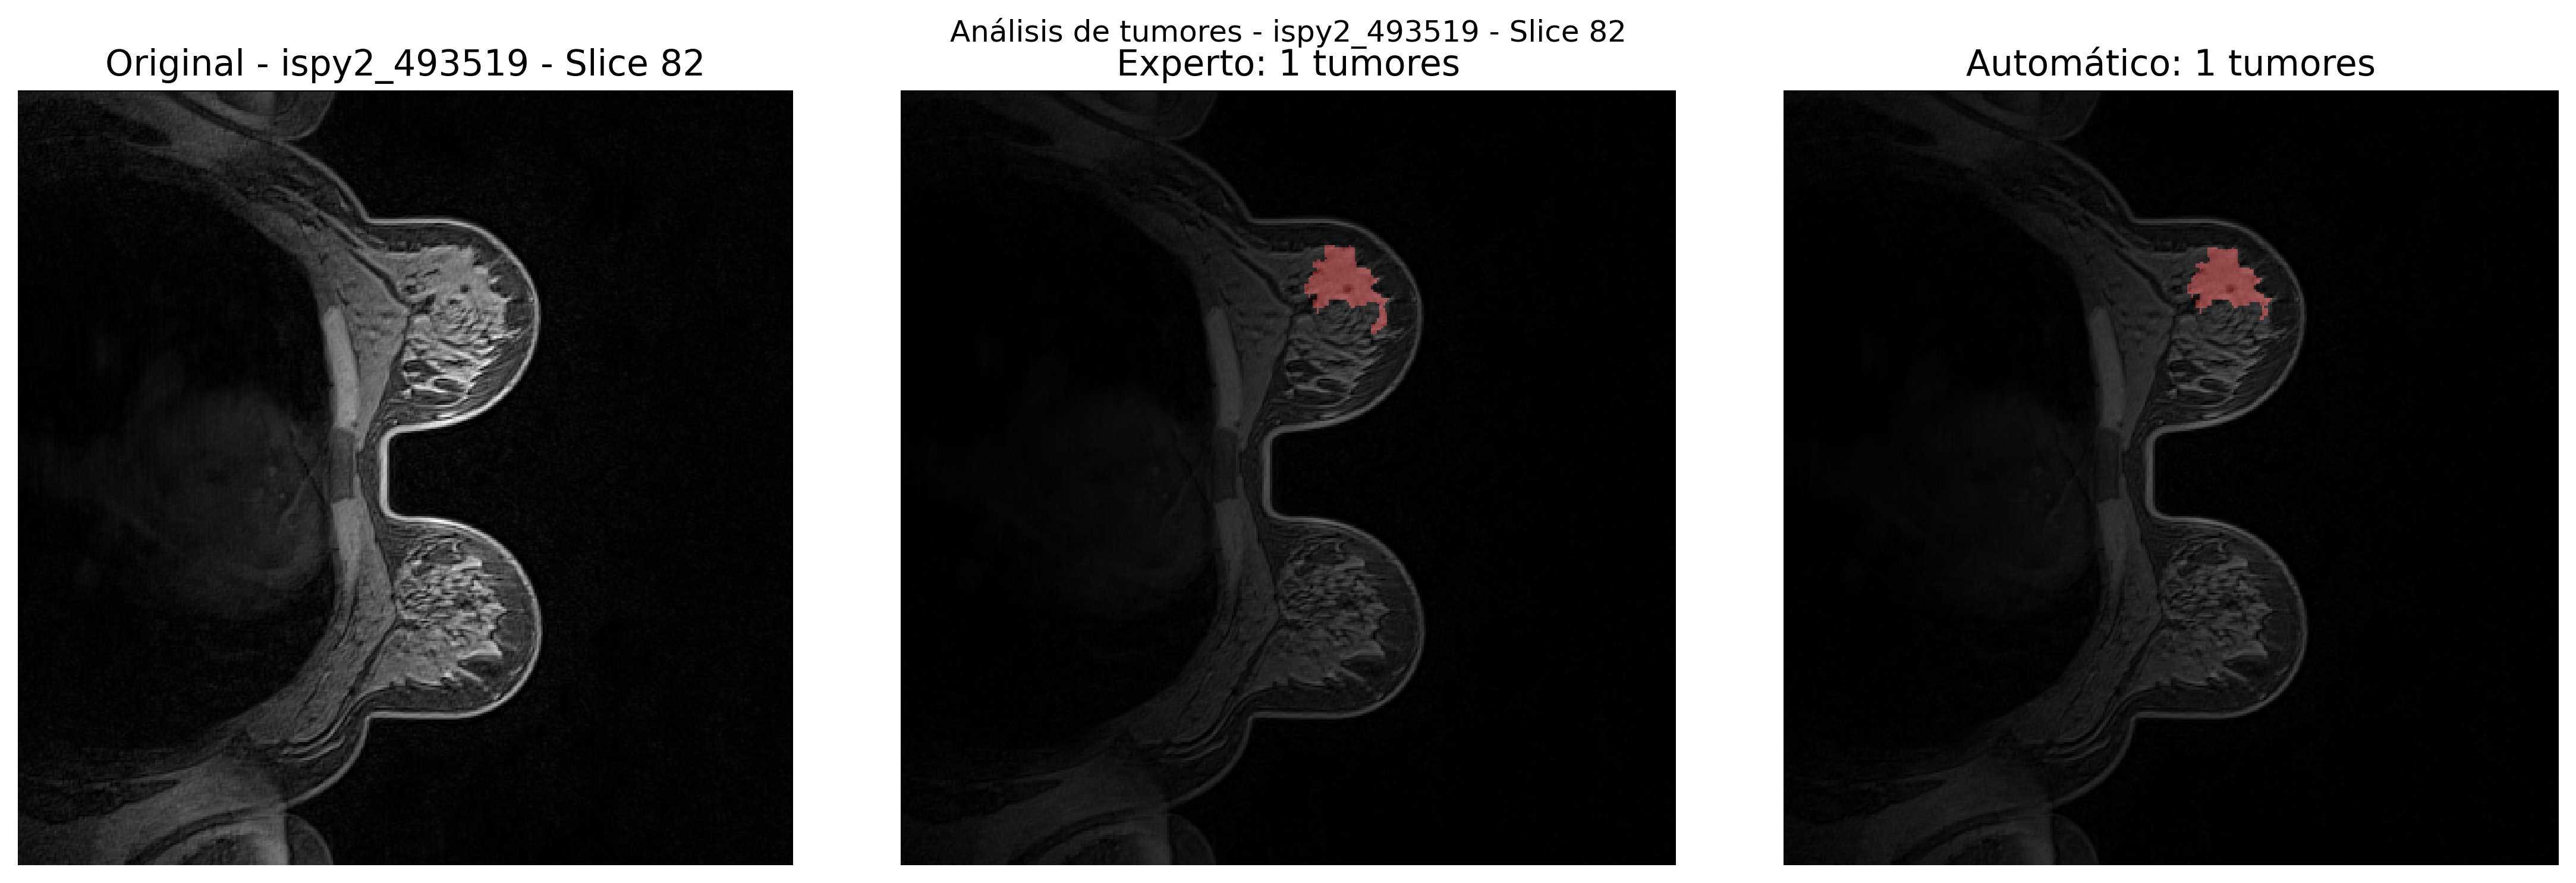 Análisis de tumores - ispy2_493519 - Slice 82
Original - ispy2_493519 - Slice 82
Experto: 1 tumores
Automático: 1 tumores